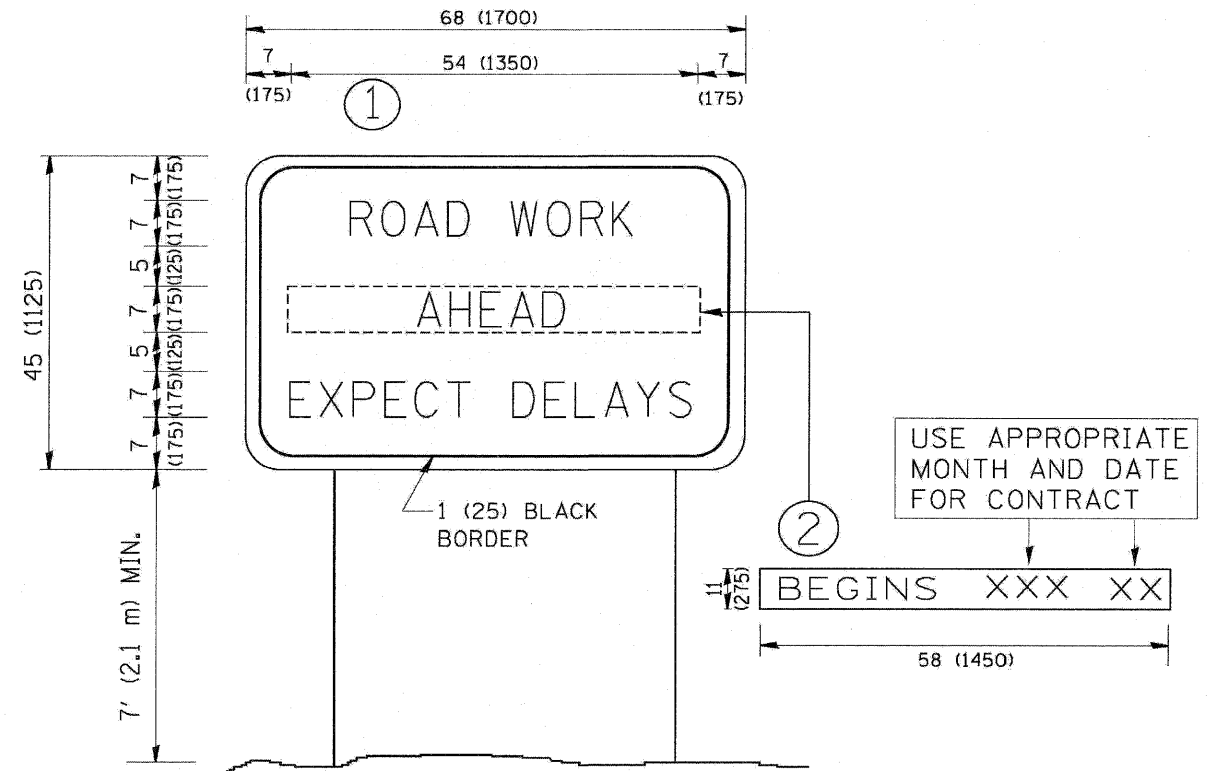 68 (1700)
7 54 (1350) 7
(175) (175)
1
7 (175)
7 (175)
5 (125)
7 (175)
5 (125)
7 (175)
7 (175)
45 (1125)
ROAD WORK
AHEAD
EXPECT DELAYS
1 (25) BLACK
BORDER
7' (2.1 m) MIN.
USE APPROPRIATE
MONTH AND DATE
FOR CONTRACT
2
11
(275)
BEGINS XXX XX
58 (1450)